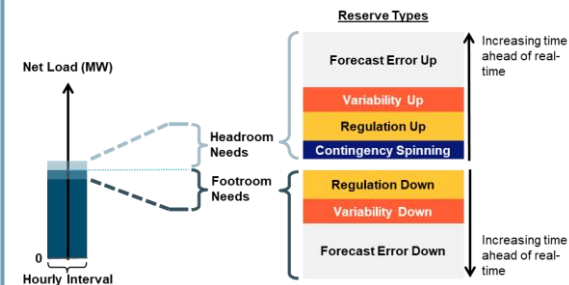 Reserve Types
Net Load (MW)
Forecast Error Up
Increasing time
ahead of real-
time
Variability Up
Regulation Up
Contingency Spinning
Headroom
Needs
Footroom
Needs
Regulation Down
Variability Down
Forecast Error Down
Increasing time
ahead of real-
time
0
Hourly Interval